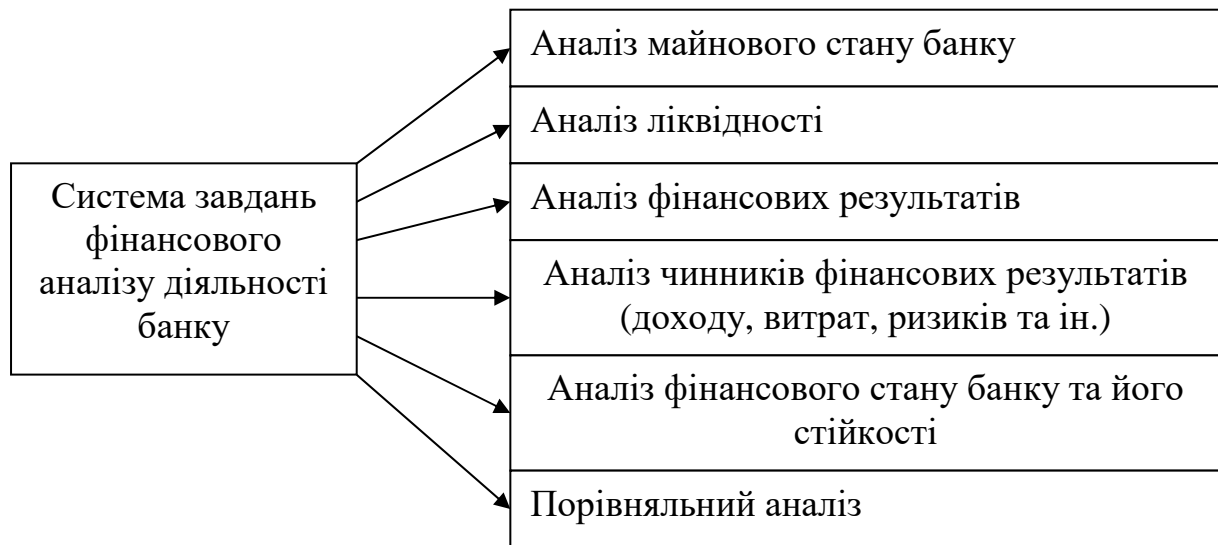 Система завдань
фінансового
аналізу діяльності
банку
Аналіз майнового стану банку
Аналіз ліквідності
Аналіз фінансових результатів
Аналіз чинників фінансових результатів
(доходу, витрат, ризиків та ін.)
Аналіз фінансового стану банку та його
стійкості
Порівняльний аналіз